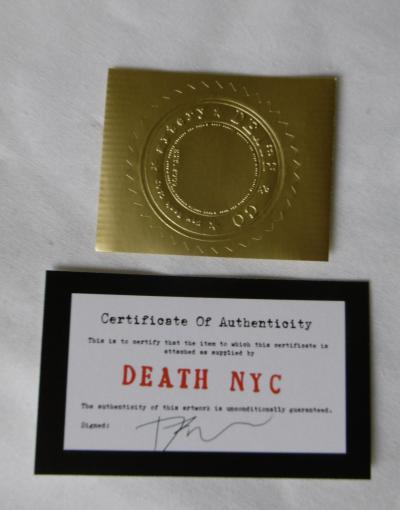 Certificate Of Authenticity
This is to certify that the item to which this certificate is
attached as supplied by
DEATH NYC
The authenticity of this artwork is unconditionally guaranteed.
Signed: